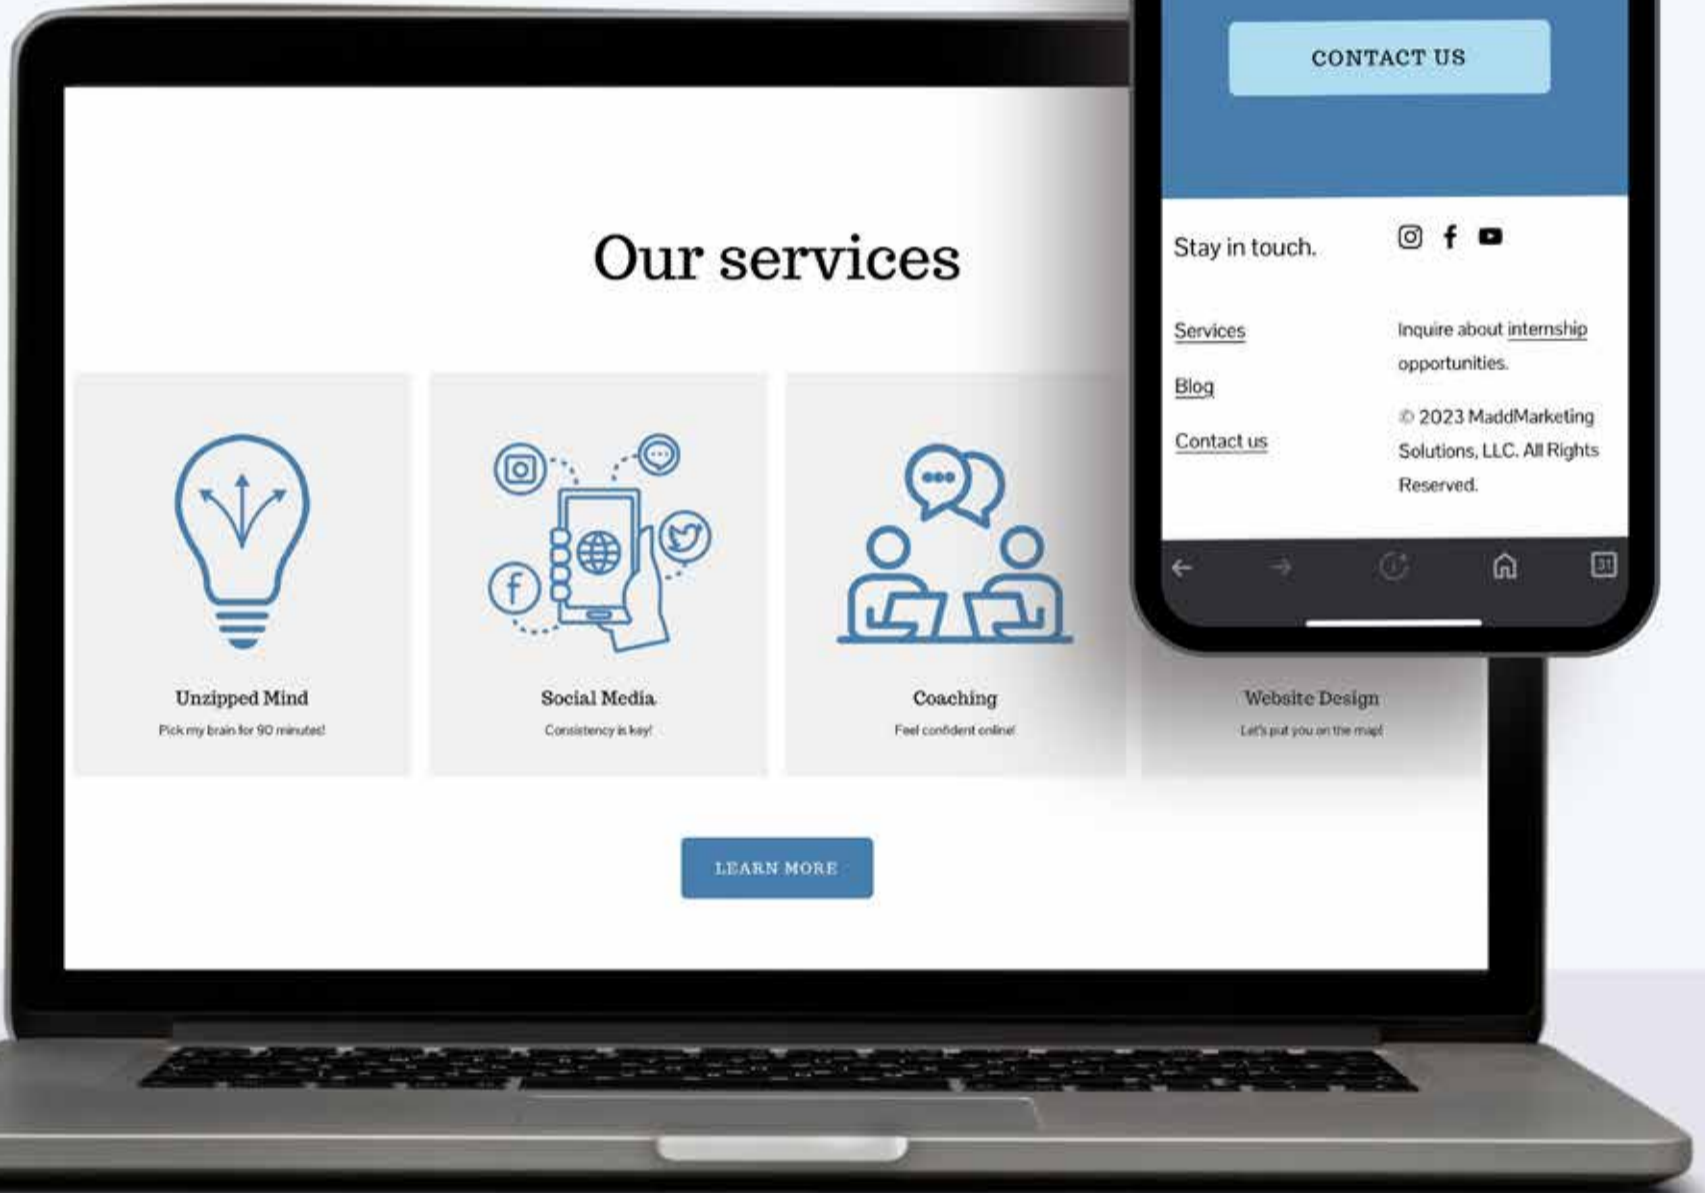 Our services
Unzipped Mind
Pick my brain for 90 minutes!
Social Media
Consistency is key!
Coaching
Feel confident online!
Website Design
Let's put you on the map!
LEARN MORE
CONTACT US
Stay in touch.
Services
Blog
Contact us
Inquire about internship
opportunities.
© 2023 MaddMarketing
Solutions, LLC. All Rights
Reserved.
31